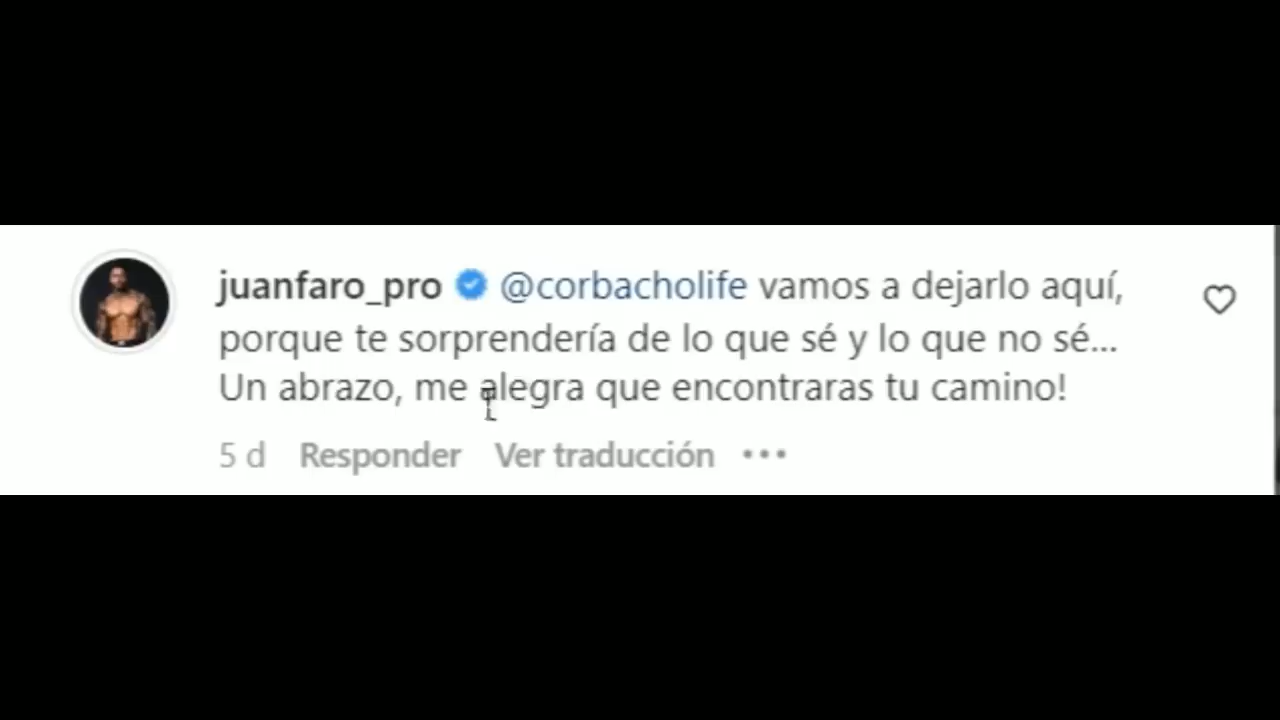 juanfaro_pro @corbacholife vamos a dejarlo aquí,
porque te sorprendería de lo que sé y lo que no sé...
Un abrazo, me alegra que encontraras tu camino!
5 d Responder Ver traducción •••